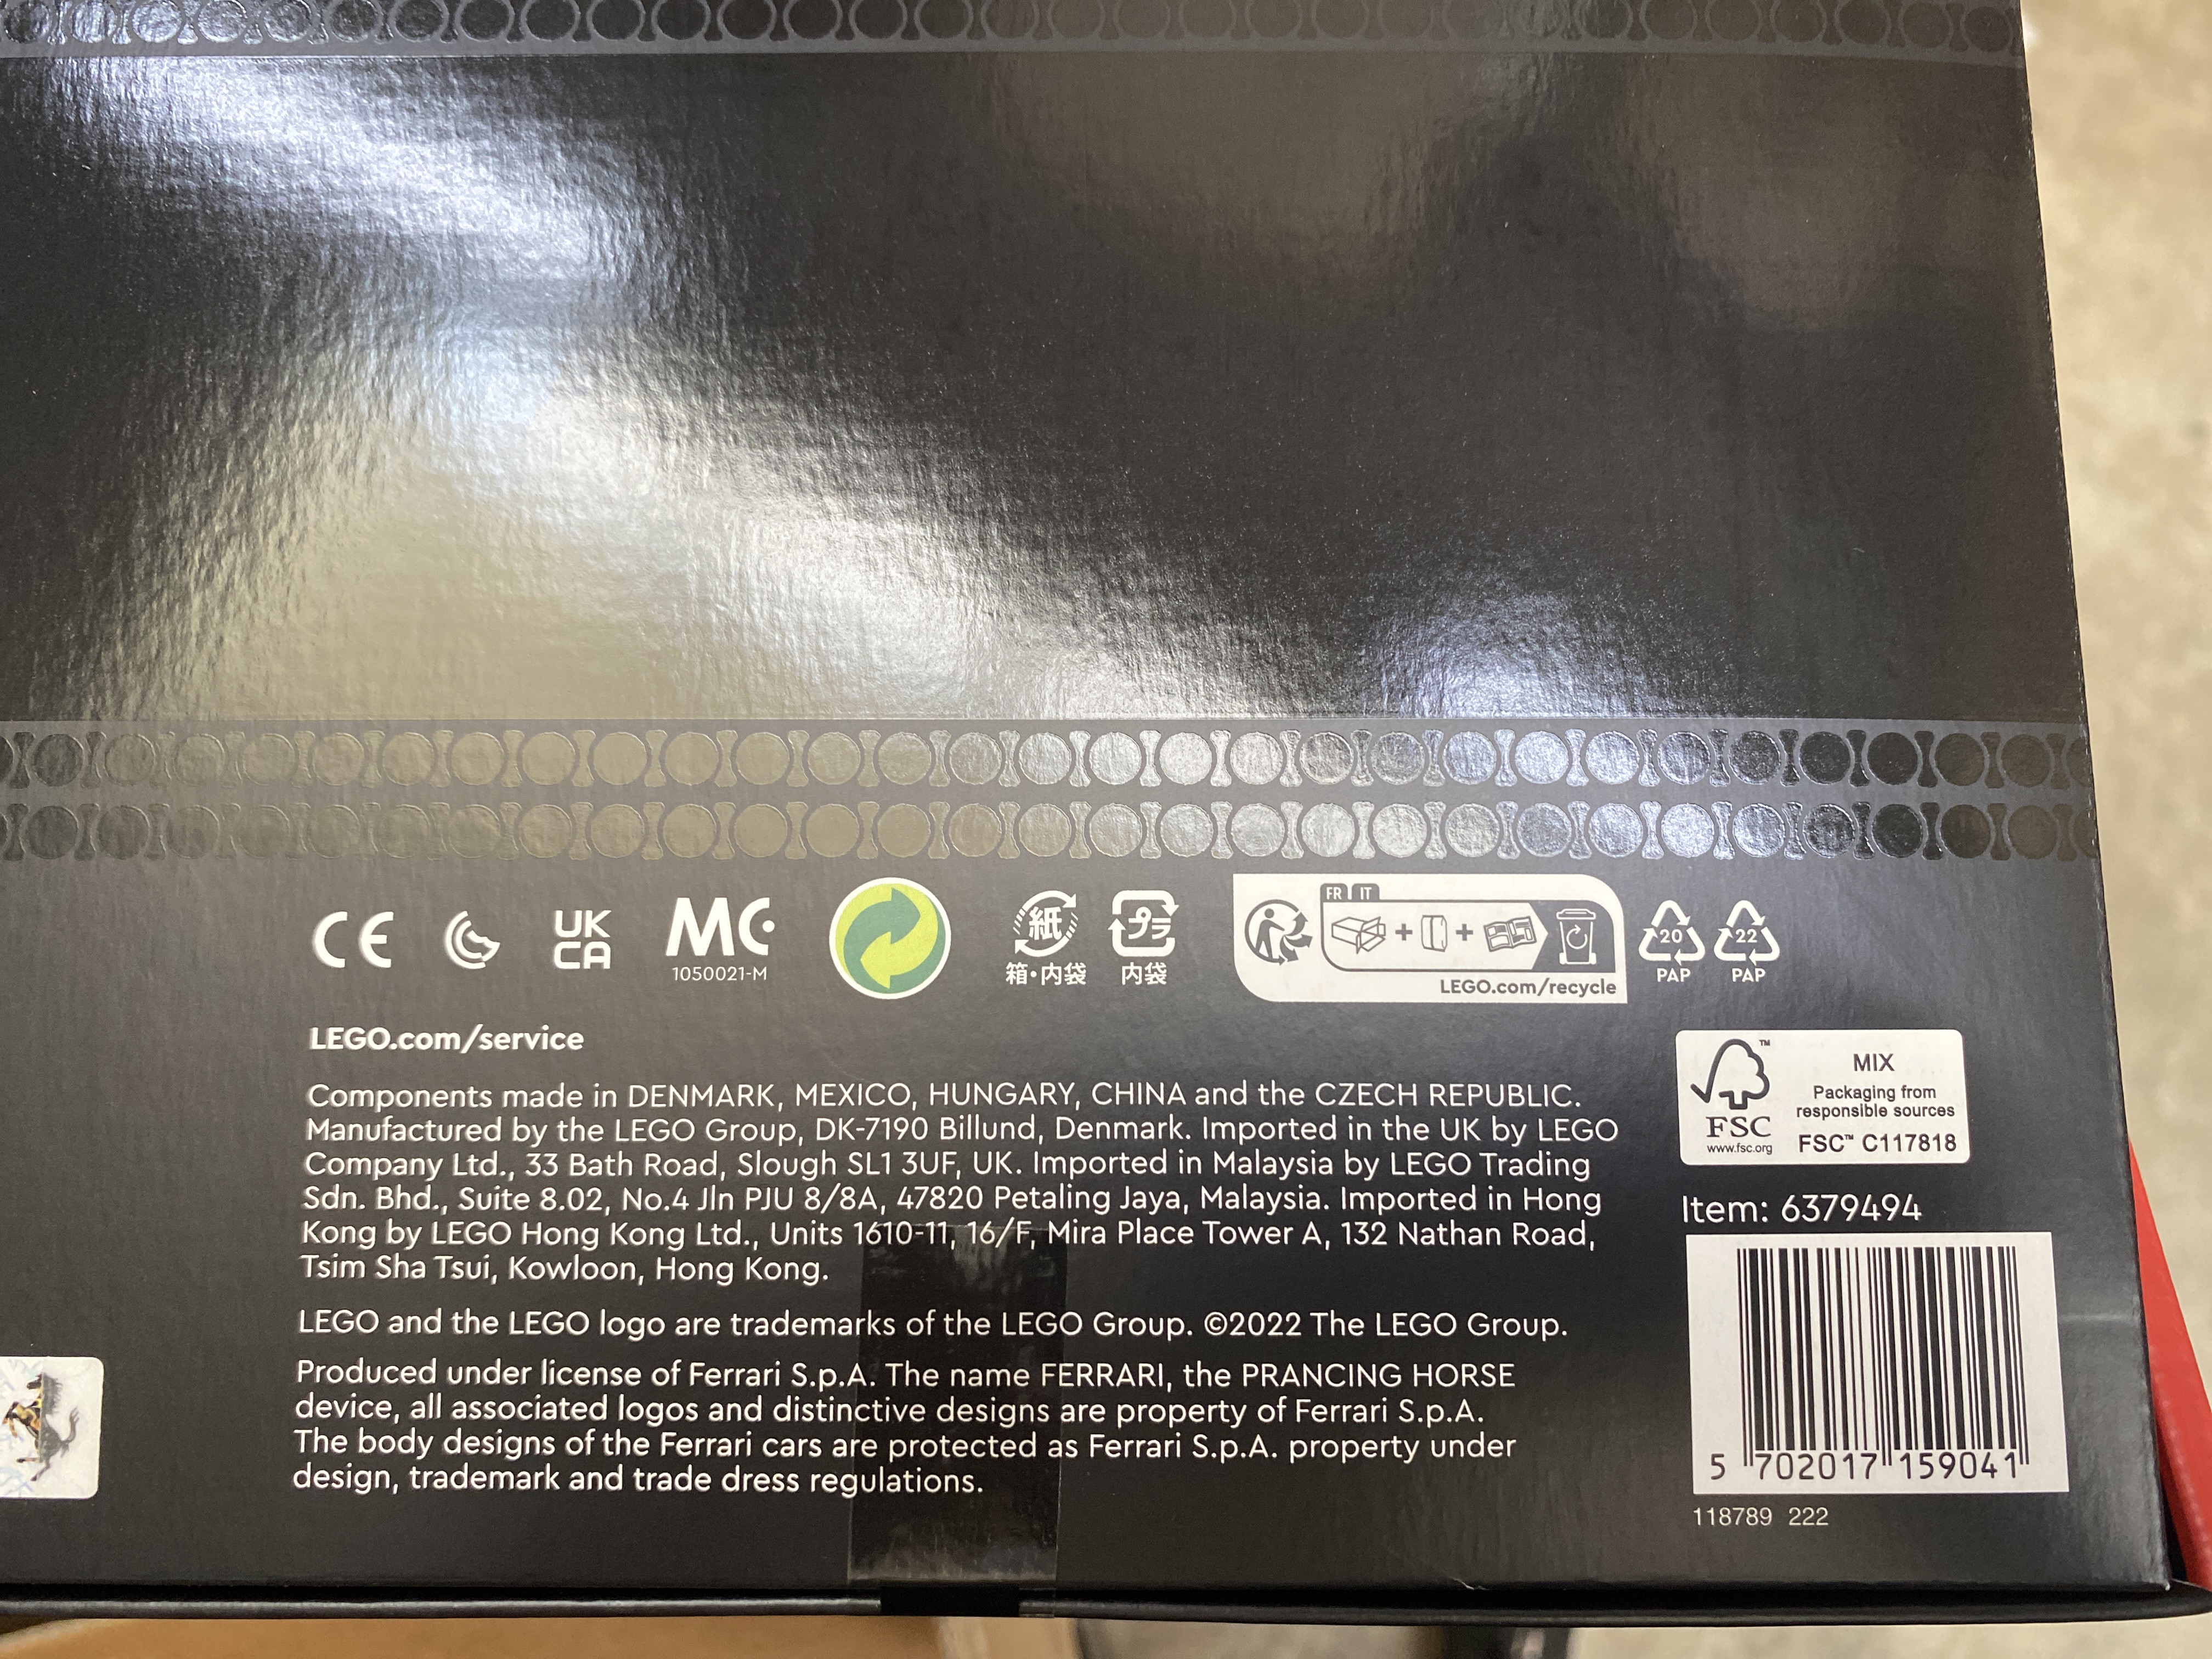 CE
UK
CA
MC
1050021-M
紙
箱・内袋
プラ
内袋
FR IT
LEGO.com/recycle
20
PAP
22
PAP
LEGO.com/service
Components made in DENMARK, MEXICO, HUNGARY, CHINA and the CZECH REPUBLIC.
Manufactured by the LEGO Group, DK-7190 Billund, Denmark. Imported in the UK by LEGO
Company Ltd., 33 Bath Road, Slough SL1 3UF, UK. Imported in Malaysia by LEGO Trading
Sdn. Bhd., Suite 8.02, No.4 Jln PJU 8/8A, 47820 Petaling Jaya, Malaysia. Imported in Hong
Kong by LEGO Hong Kong Ltd., Units 1610-11, 16/F, Mira Place Tower A, 132 Nathan Road,
Tsim Sha Tsui, Kowloon, Hong Kong.
LEGO and the LEGO logo are trademarks of the LEGO Group. ©2022 The LEGO Group.
Produced under license of Ferrari S.p.A. The name FERRARI, the PRANCING HORSE
device, all associated logos and distinctive designs are property of Ferrari S.p.A.
The body designs of the Ferrari cars are protected as Ferrari S.p.A. property under
design, trademark and trade dress regulations.
TM
FSC
www.fsc.org
MIX
Packaging from
responsible sources
FSC™ C117818
Item: 6379494
5 702017 159041
118789 222